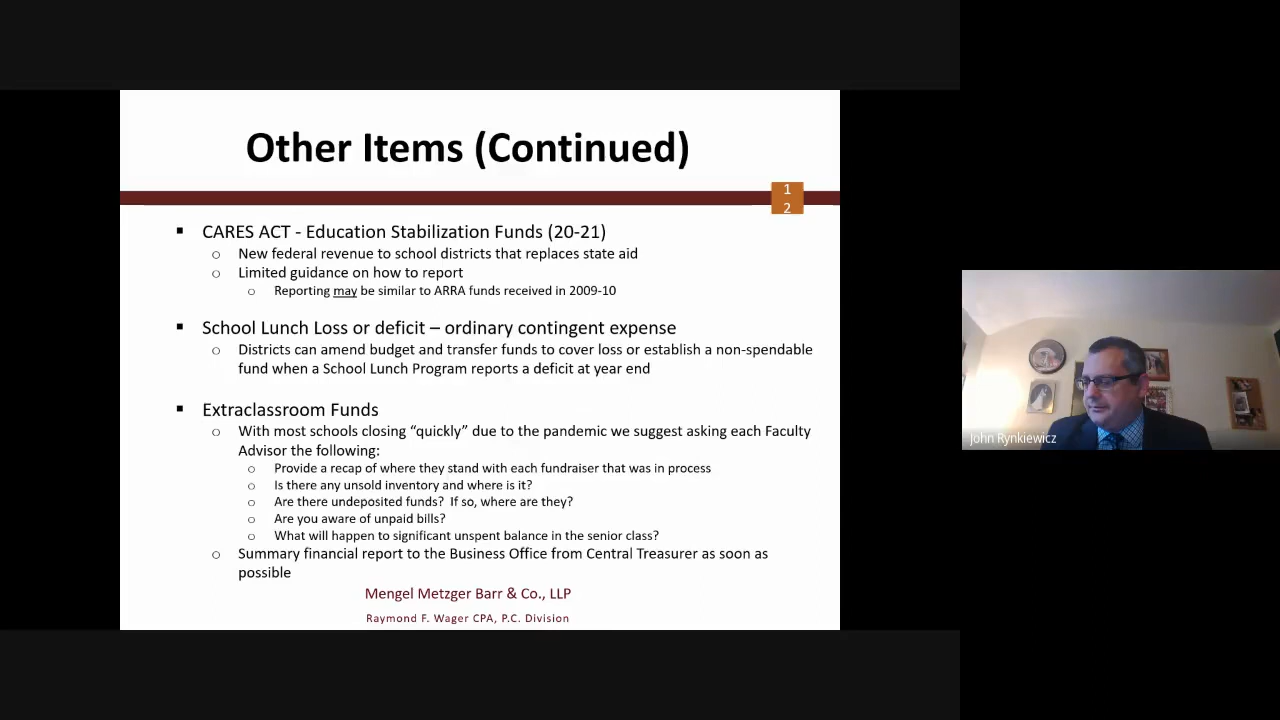 Other Items (Continued)
1
2
▪ CARES ACT - Education Stabilization Funds (20-21)
o New federal revenue to school districts that replaces state aid
o Limited guidance on how to report
o Reporting may be similar to ARRA funds received in 2009-10
▪ School Lunch Loss or deficit – ordinary contingent expense
o Districts can amend budget and transfer funds to cover loss or establish a non-spendable
fund when a School Lunch Program reports a deficit at year end
▪ Extraclassroom Funds
o With most schools closing “quickly” due to the pandemic we suggest asking each Faculty
Advisor the following:
o Provide a recap of where they stand with each fundraiser that was in process
o Is there any unsold inventory and where is it?
o Are there undeposited funds?  If so, where are they?
o Are you aware of unpaid bills?
o What will happen to significant unspent balance in the senior class?
o Summary financial report to the Business Office from Central Treasurer as soon as
possible
Mengel Metzger Barr & Co., LLP
Raymond F. Wager CPA, P.C. Division
John Rynkiewicz